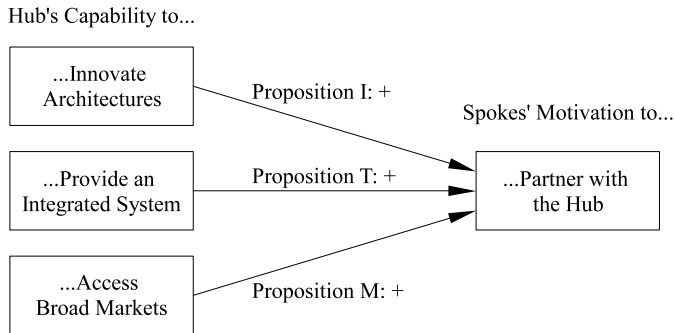 Hub's Capability to...
...Innovate
Architectures
Proposition I: +
Spokes' Motivation to...
...Provide an
Integrated System
Proposition T: +
...Partner with
the Hub
...Access
Broad Markets
Proposition M: +